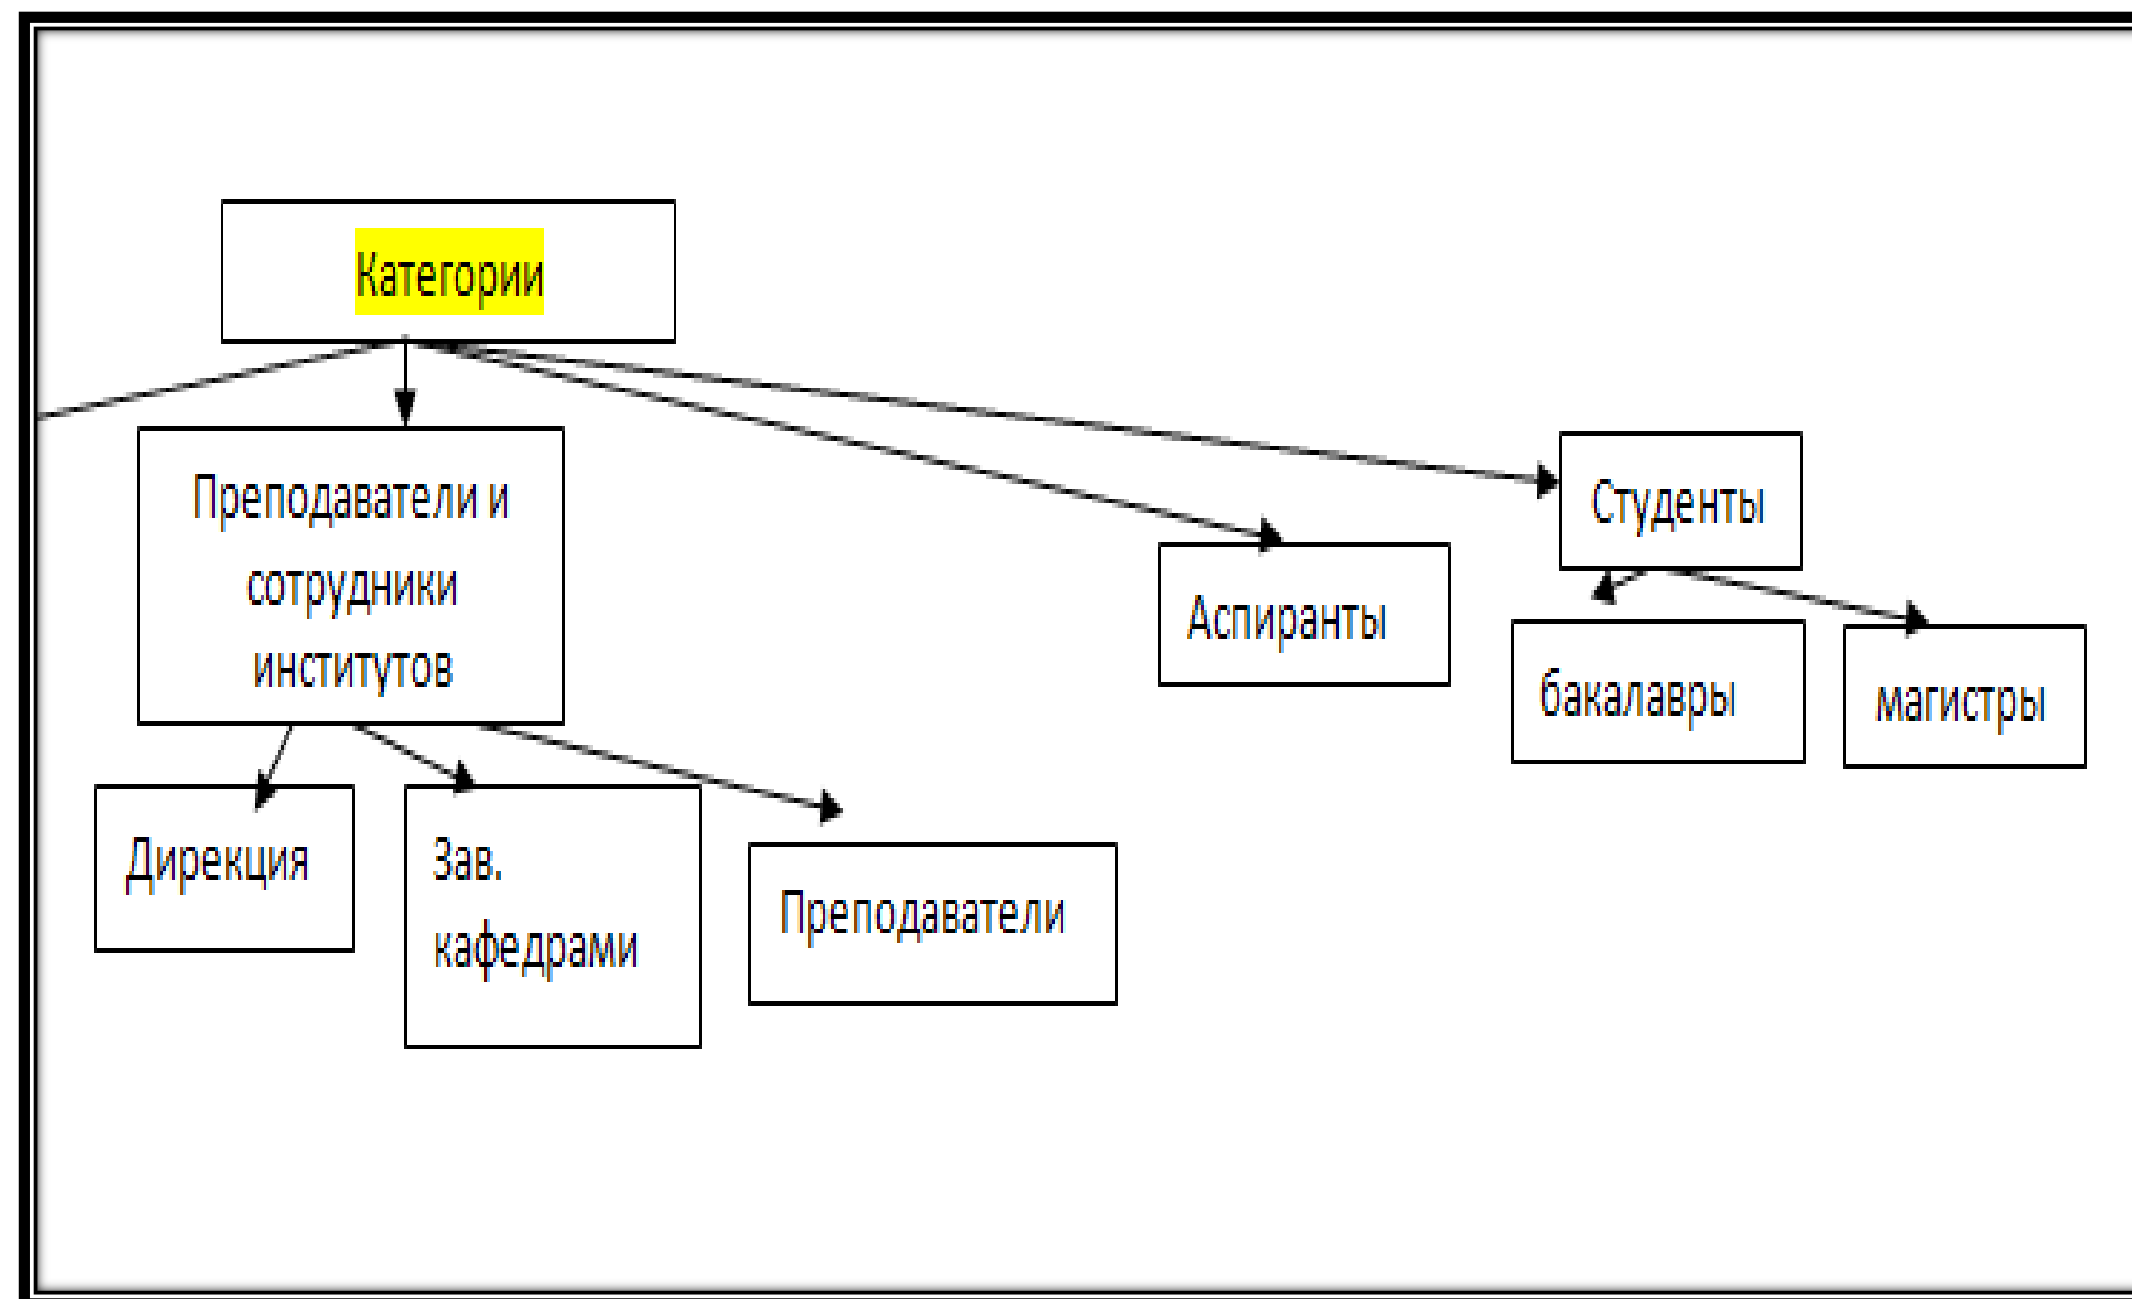 Категории
Преподаватели и
сотрудники
институтов
Аспиранты
Студенты
бакалавры
магистры
Дирекция
Зав.
кафедрами
Преподаватели